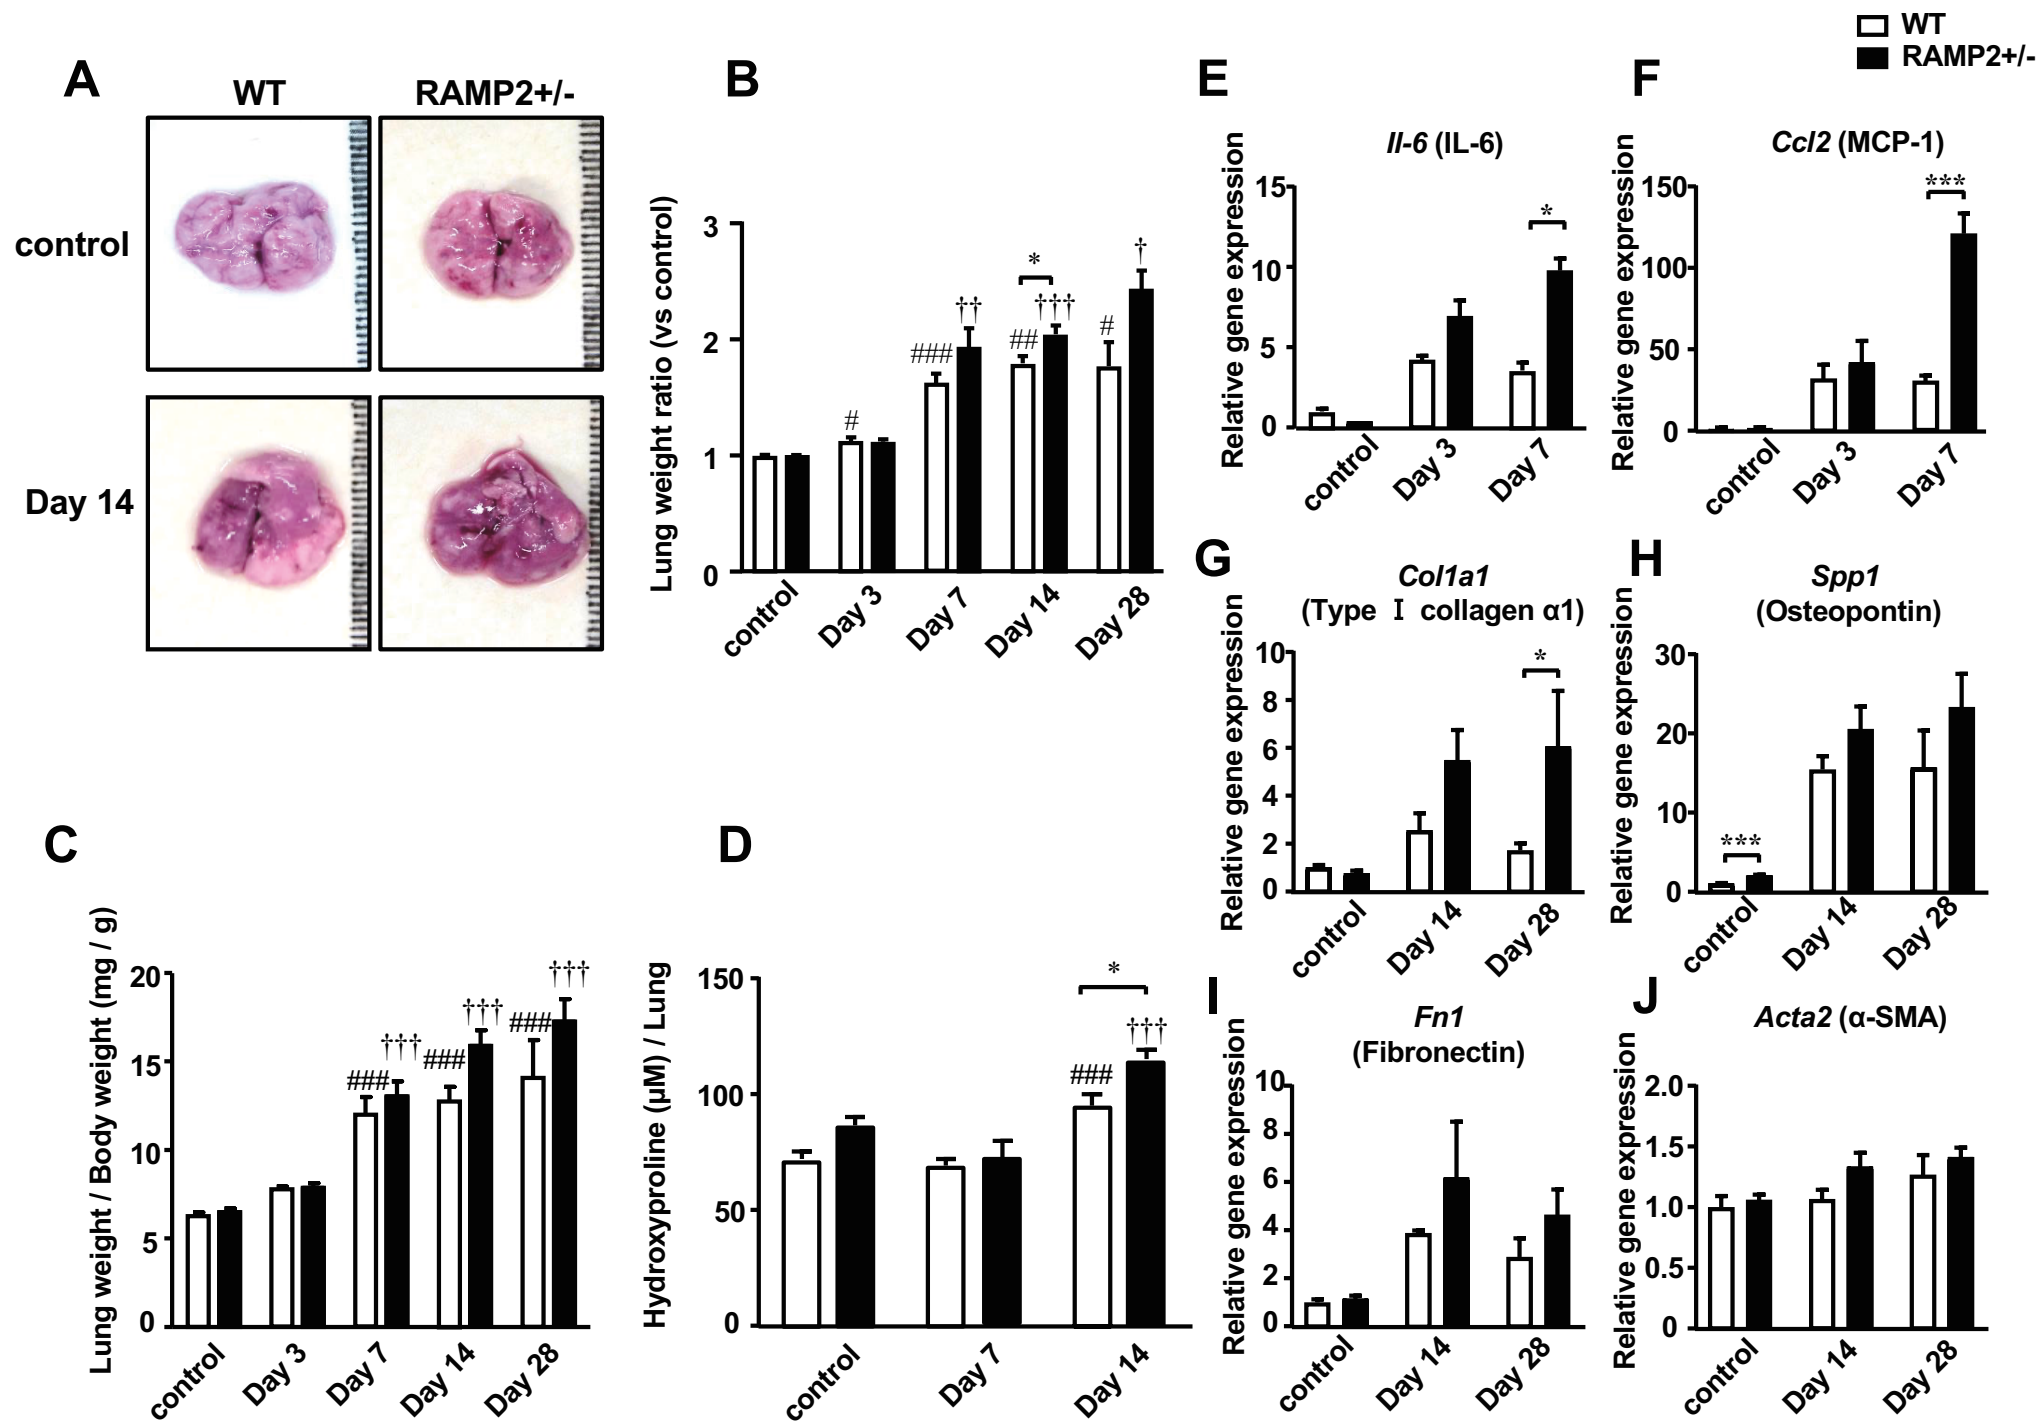 WT
RAMP2+/-
A
WT
RAMP2+/-
control
Day 14
B
Lung weight ratio (vs control)
3
2
1
0
#
###
††
*
##
†††
#
†
control
Day 3
Day 7
Day 14
Day 28
C
Lung weight / Body weight (mg / g)
20
15
10
5
0
###
†††
###
†††
###
†††
control
Day 3
Day 7
Day 14
Day 28
D
Hydroxyproline (µM) / Lung
150
100
50
0
*
###
†††
control
Day 7
Day 14
E
Il-6 (IL-6)
Relative gene expression
15
10
5
0
*
control
Day 3
Day 7
F
Ccl2 (MCP-1)
Relative gene expression
150
100
50
0
***
control
Day 3
Day 7
G
Col1a1
(Type Ⅰ collagen α1)
Relative gene expression
10
8
6
4
2
0
*
control
Day 14
Day 28
H
Spp1
(Osteopontin)
Relative gene expression
30
20
10
0
***
control
Day 14
Day 28
I
Fn1
(Fibronectin)
Relative gene expression
10
8
6
4
2
0
control
Day 14
Day 28
J
Acta2 (α-SMA)
Relative gene expression
2.0
1.5
1.0
0.5
0
control
Day 14
Day 28